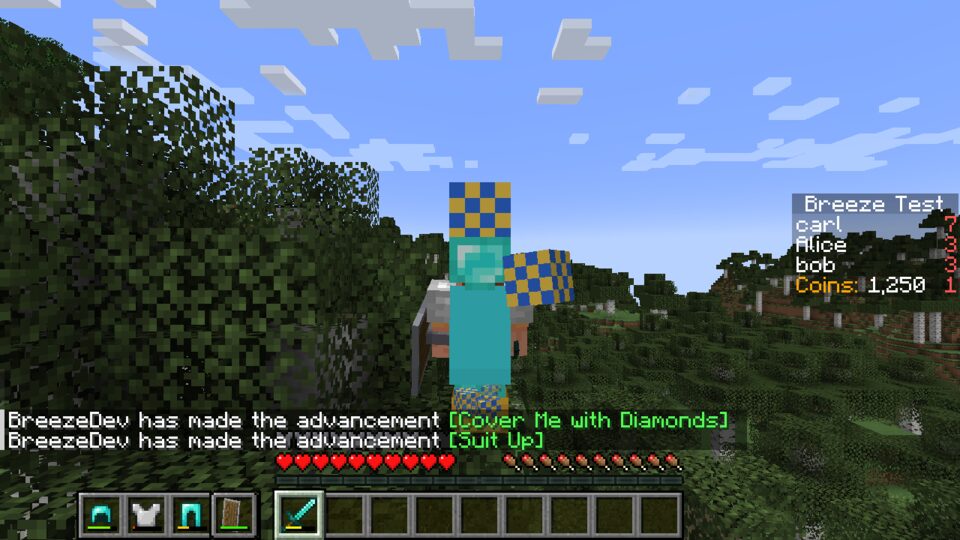 Breeze Test
carl 7
Alice 3
bob 3
Coins: 1,250 1
BreezeDev has made the advancement [Cover Me with Diamonds]
BreezeDev has made the advancement [Suit Up]